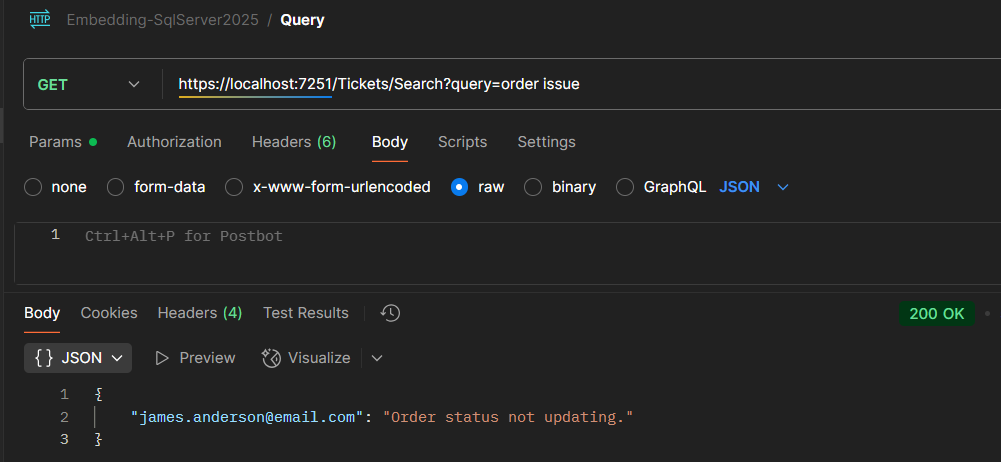 HTTP Embedding-SqlServer2025 / Query
GET https://localhost:7251/Tickets/Search?query=order issue
Params Authorization Headers (6) Body Scripts Settings
none form-data x-www-form-urlencoded raw binary GraphQL JSON
1 Ctrl+Alt+P for Postbot
Body Cookies Headers (4) Test Results 200 OK
{} JSON Preview Visualize
1 {
2 "james.anderson@email.com": "Order status not updating."
3 }